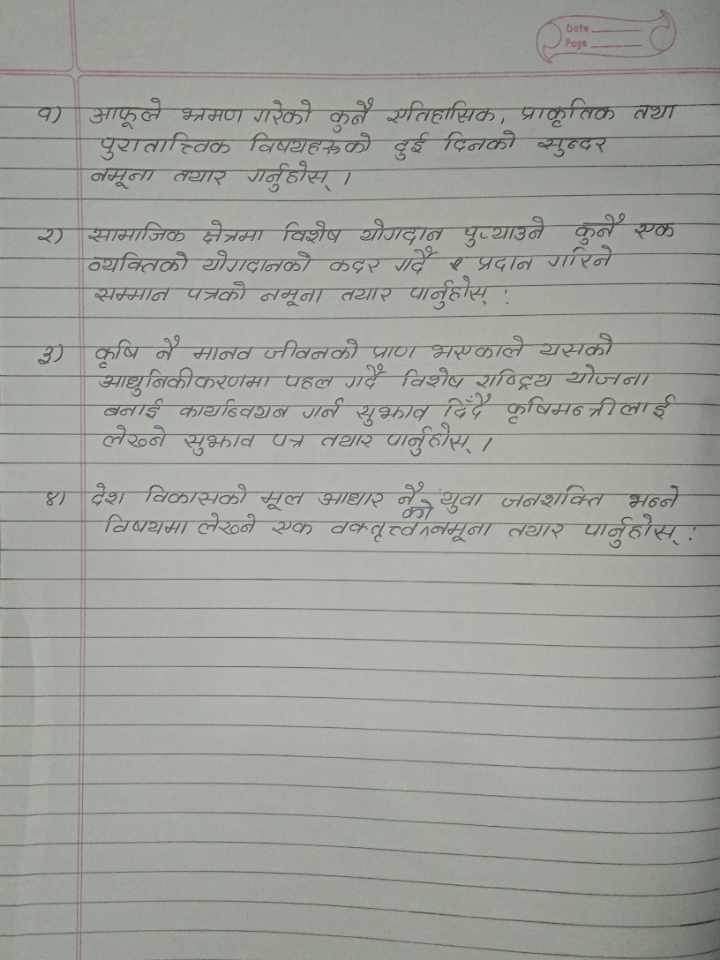 Date
Page
१) आफूले भ्रमण गरेको कुनै एतिहासिक, प्राकृतिक तथा
पुरातात्त्विक विषयहरूको दुई दिनको सुन्दर
नमूना तयार गर्नुहोस् ।
२) सामाजिक क्षेत्रमा विशेष योगदान पुऱ्याउने कुनै एक
व्यक्तिको योगदानको कदर गर्दै प्रदान गरिने
सम्मान पत्रको नमूना तयार पार्नुहोस् :
३) कृषि नै मानव जीवनको प्राण भएकाले यसको
आधुनिकीकरणमा पहल गर्दै विशेष राष्ट्रिय योजना
बनाई कार्यान्वयन गर्न सुझाव दिँदै कृषिमन्त्रीलाई
लेख्ने सुझाव पत्र तयार पार्नुहोस् ।
४) देश विकासको मूल आधार नै युवा जनशक्ति भन्ने
विषयमा लेख्ने एक वक्तृत्वको नमूना तयार पार्नुहोस् :